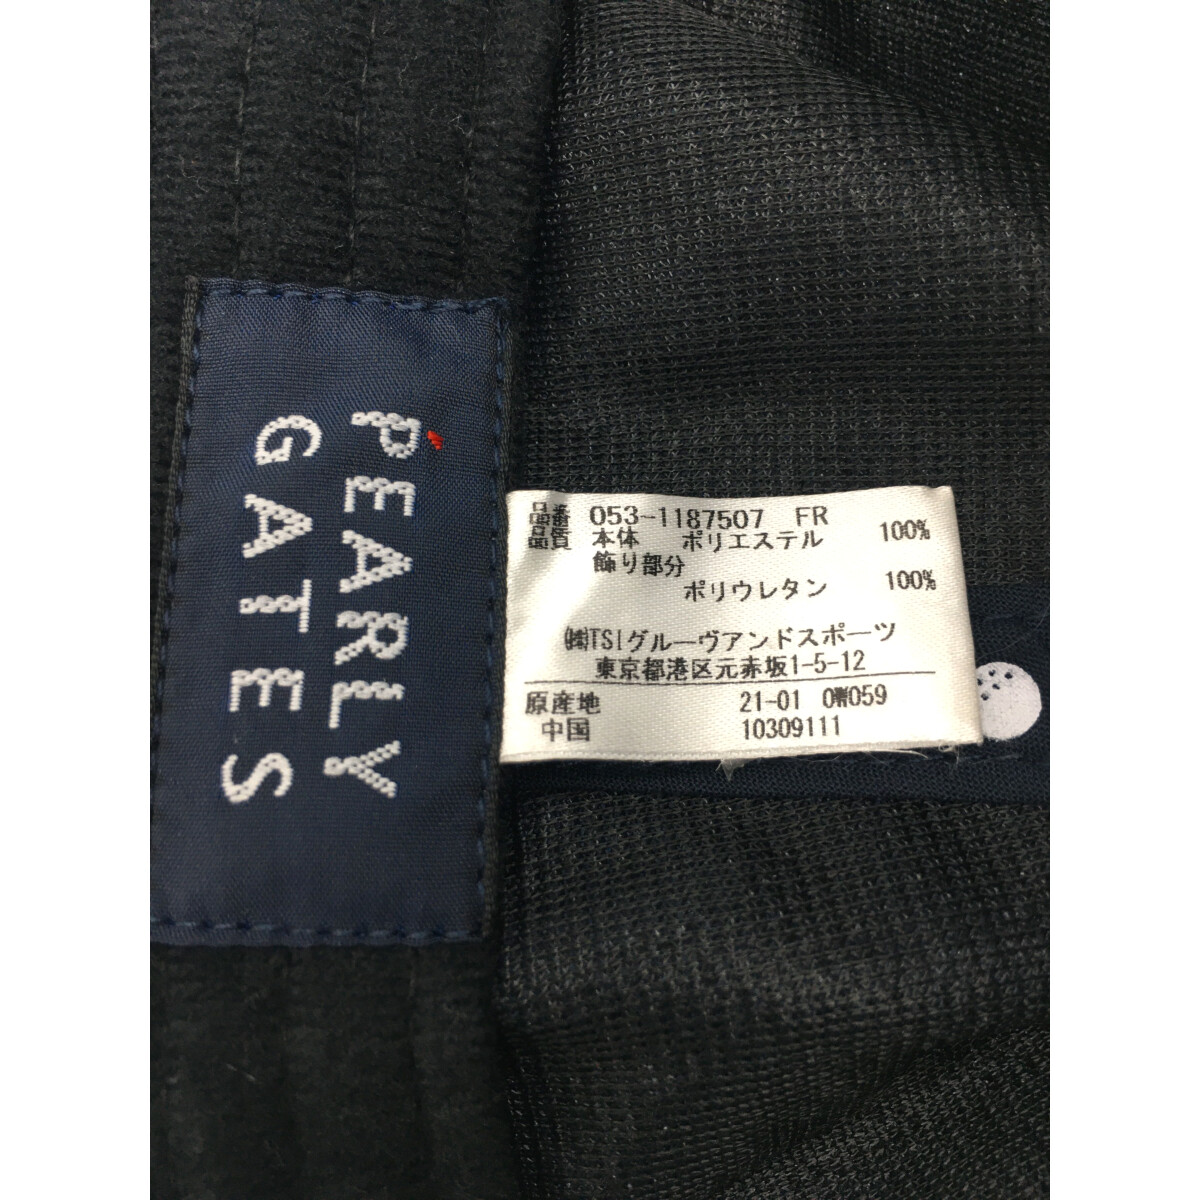 PEARLY
GATES
品番 053-1187507 FR
品質 本体 ポリエステル 100%
飾り部分
ポリウレタン 100%
㈱TSIグルーヴアンドスポーツ
東京都港区元赤坂1-5-12
原産地 21-01 0W059
中国 10309111